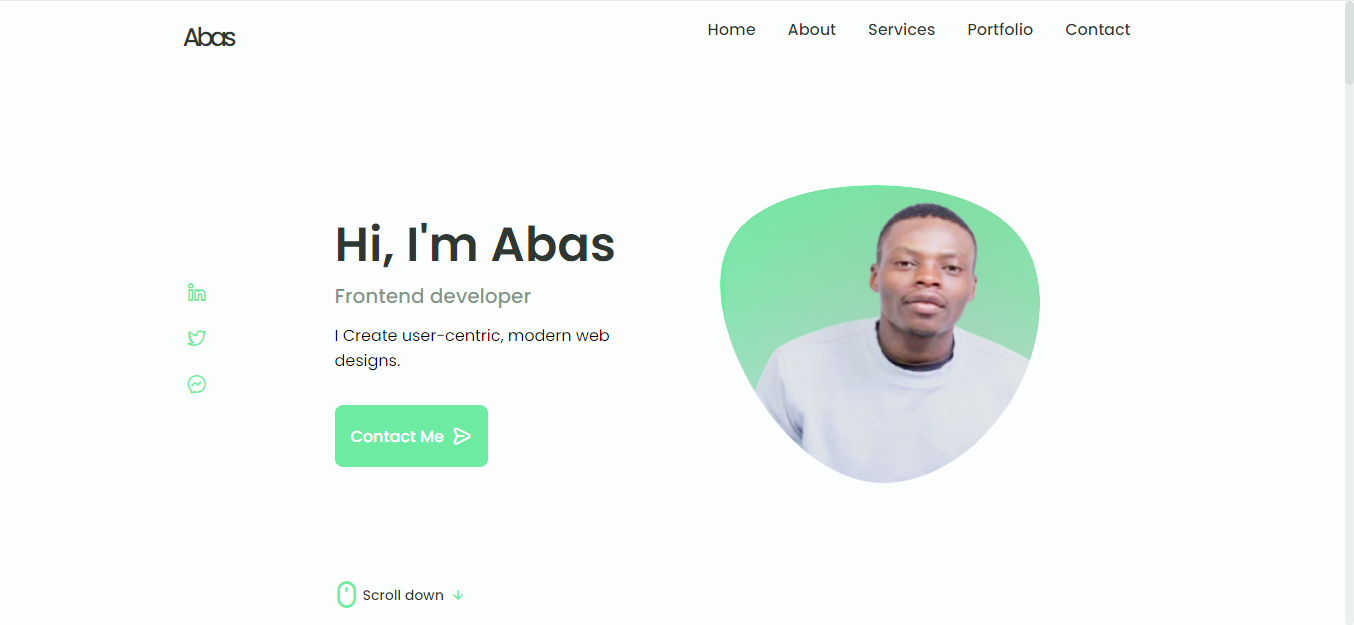 Abas
Home About Services Portfolio Contact
Hi, I'm Abas
Frontend developer
I Create user-centric, modern web
designs.
Contact Me
Scroll down